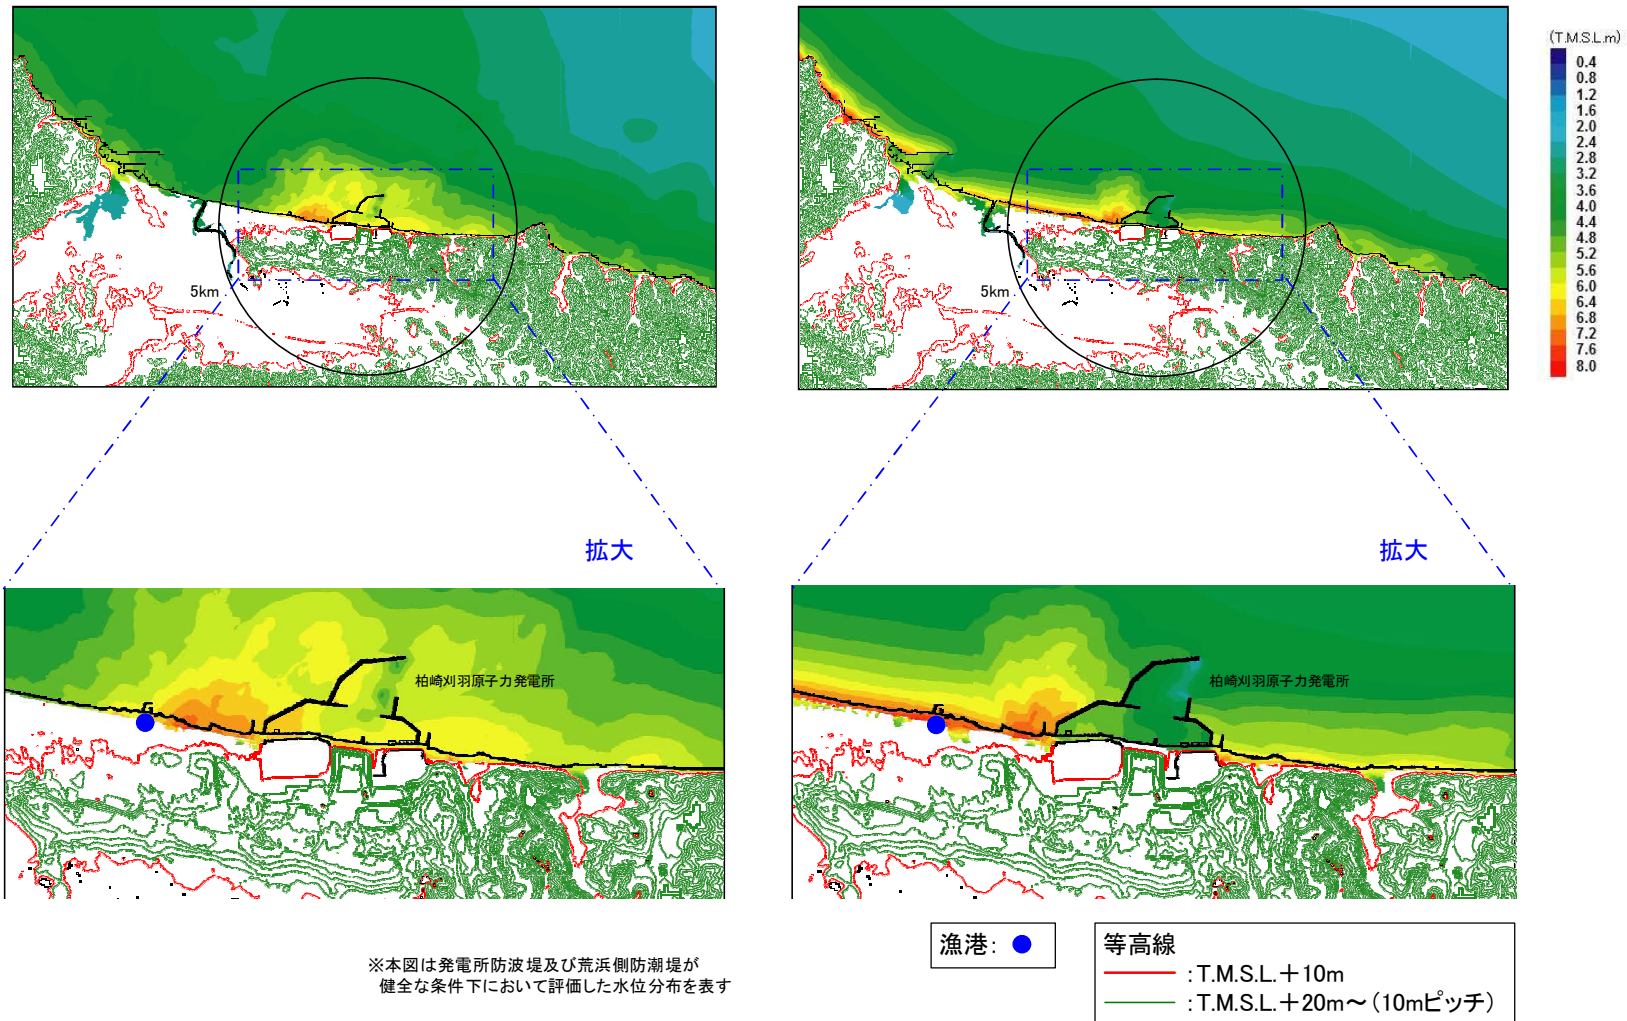 (T.M.S.L.m)
0.4
0.8
1.2
1.6
2.0
2.4
2.8
3.2
3.6
4.0
4.4
4.8
5.2
5.6
6.0
6.4
6.8
7.2
7.6
8.0
5km
5km
拡大
拡大
柏崎刈羽原子力発電所
柏崎刈羽原子力発電所
漁港:
等高線
:T.M.S.L.+10m
:T.M.S.L.+20m～(10mピッチ)
※本図は発電所防波堤及び荒浜側防潮堤が
健全な条件下において評価した水位分布を表す